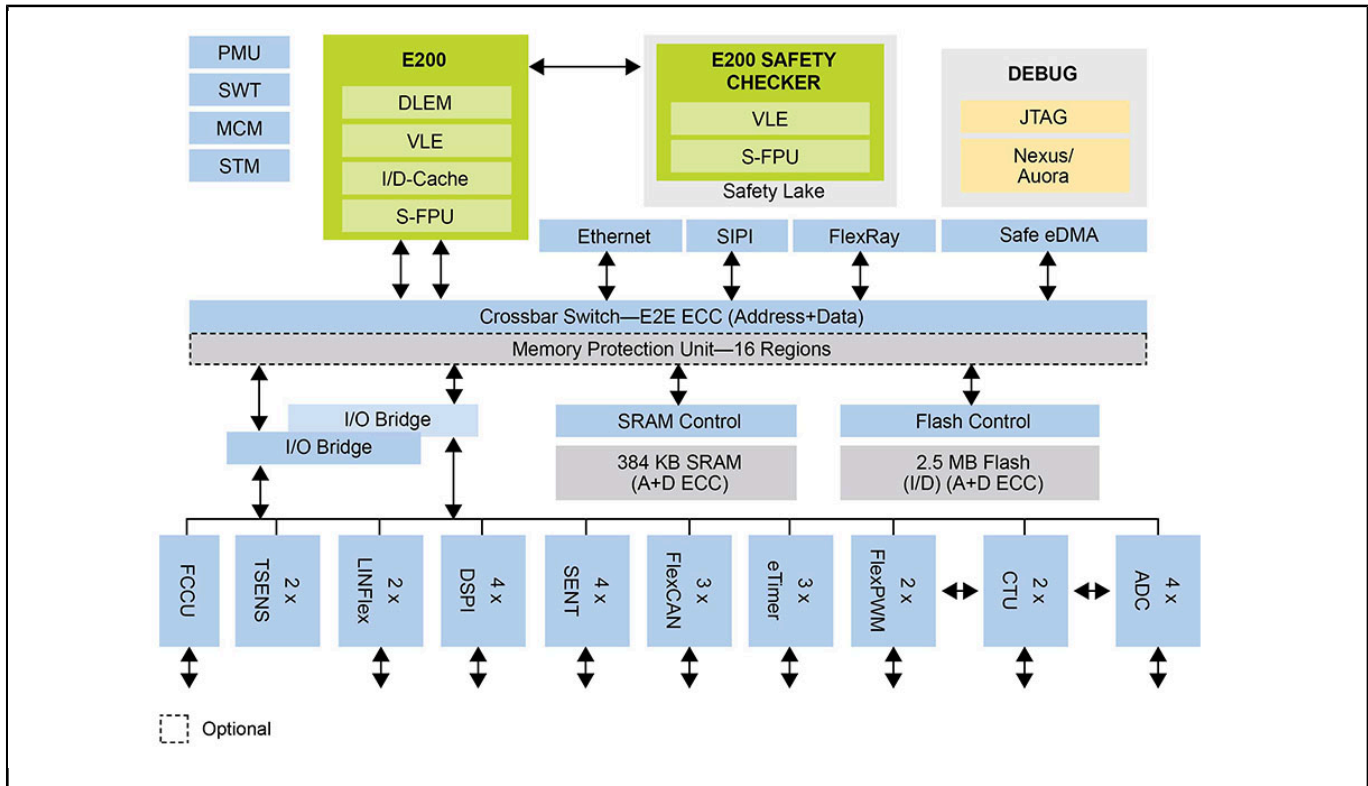 PMU
SWT
MCM
STM
E200
DLEM
VLE
I/D-Cache
S-FPU
E200 SAFETY
CHECKER
VLE
S-FPU
Safety Lake
DEBUG
JTAG
Nexus/
Auora
Ethernet
SIPI
FlexRay
Safe eDMA
Crossbar Switch—E2E ECC (Address+Data)
Memory Protection Unit—16 Regions
I/O Bridge
I/O Bridge
SRAM Control
384 KB SRAM
(A+D ECC)
Flash Control
2.5 MB Flash
(I/D) (A+D ECC)
FCCU
2 x
TSENS
2 x
LINFlex
4 x
DSPI
4 x
SENT
3 x
FlexCAN
3 x
eTimer
2 x
FlexPWM
2 x
CTU
4 x
ADC
Optional